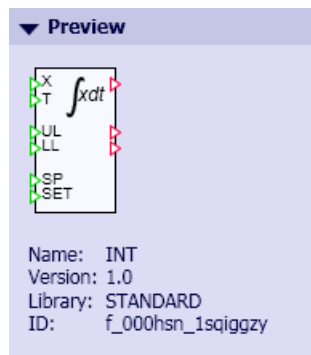 Preview
X
T
∫xdt
UL
LL
SP
SET
Name: INT
Version: 1.0
Library: STANDARD
ID: f_000hsn_1sqiggzy